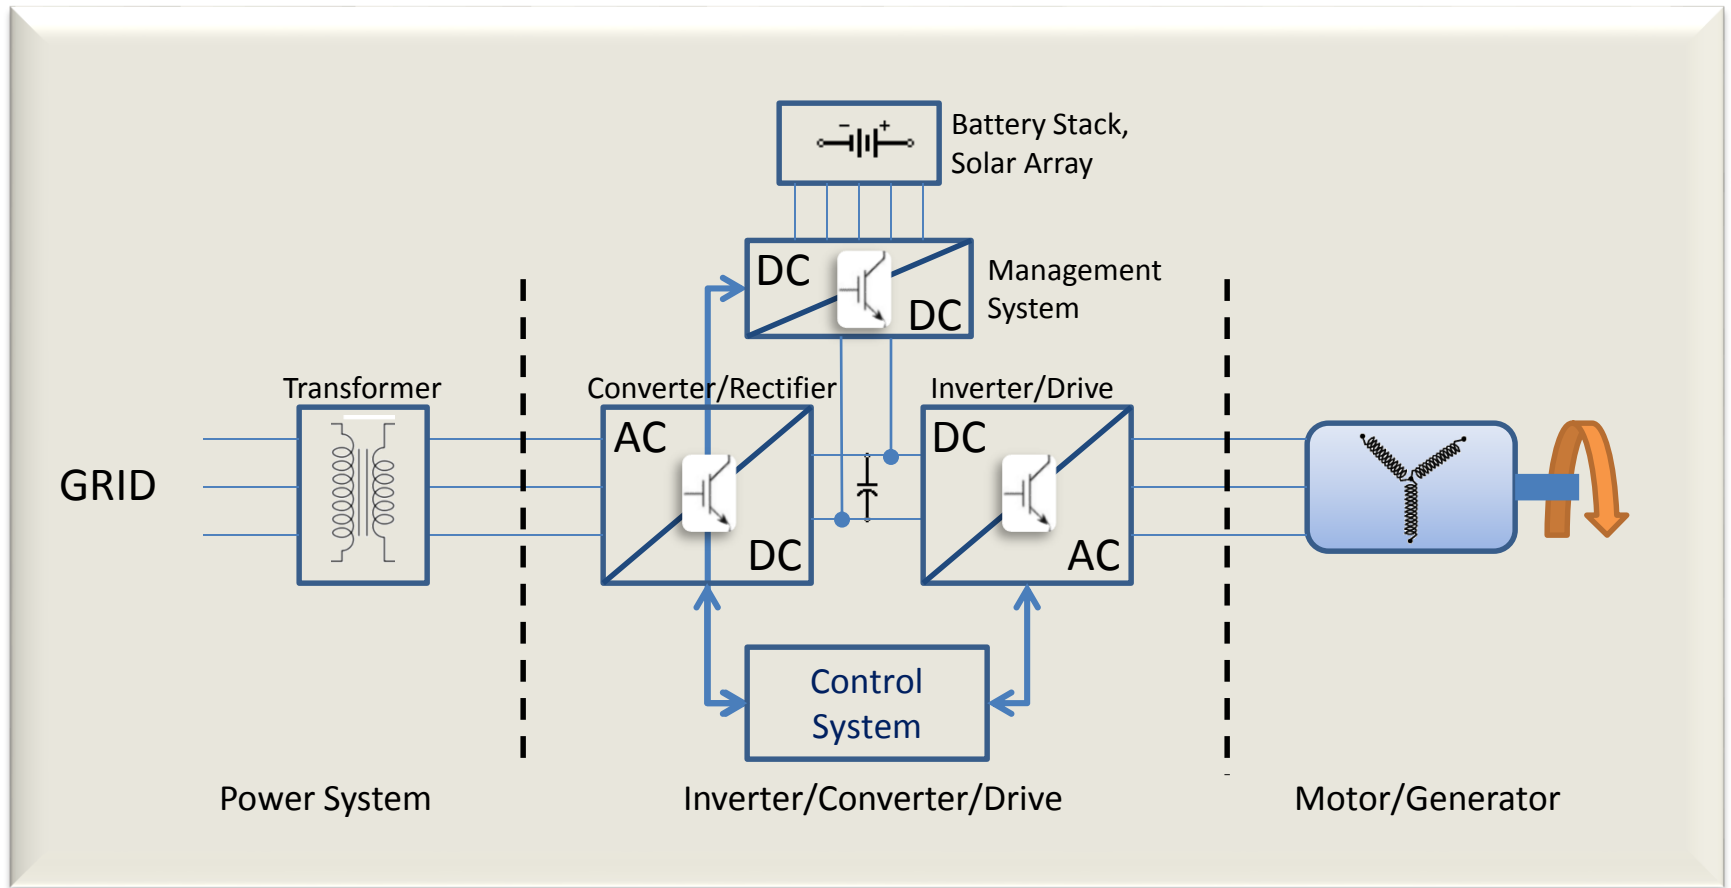 − +
Battery Stack,
Solar Array
DC
DC
Management
System
Transformer
Converter/Rectifier
Inverter/Drive
GRID
AC
DC
DC
AC
Control
System
Power System
Inverter/Converter/Drive
Motor/Generator